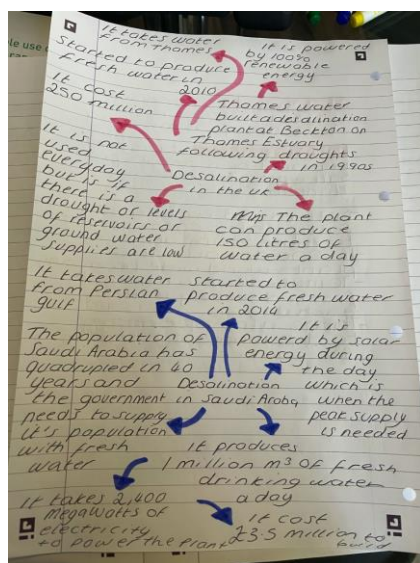 It takes water
from Thames
It is powered
by 100%
renewable
energy
Started to produce
fresh water in
2010
It cost
250 million
Thames water
built a desalination
plant at Beckton on
Thames Estuary
following droughts
in 1990s
It is not
used
everyday
but is if
there is a
drought or levels
of reservoirs or
ground water
supplies are low
Desalination
in the UK
The plant
can produce
150 litres of
water a day
It takes water
from Persian
gulf
started to
produce fresh water
in 2014
It is
powerd by solar
energy during
the day
which is
when the
peak supply
is needed
The population of
Saudi Arabia has
quadrupled in 40
years and
the government
needs to supply
it's population
with fresh
water
Desalination
in Saudi Aroba
It produces
1 million m³ of fresh
drinking water
a day
It takes 2,400
megawatts of
electricity
to power the plant
It cost
£3.5 million to
build